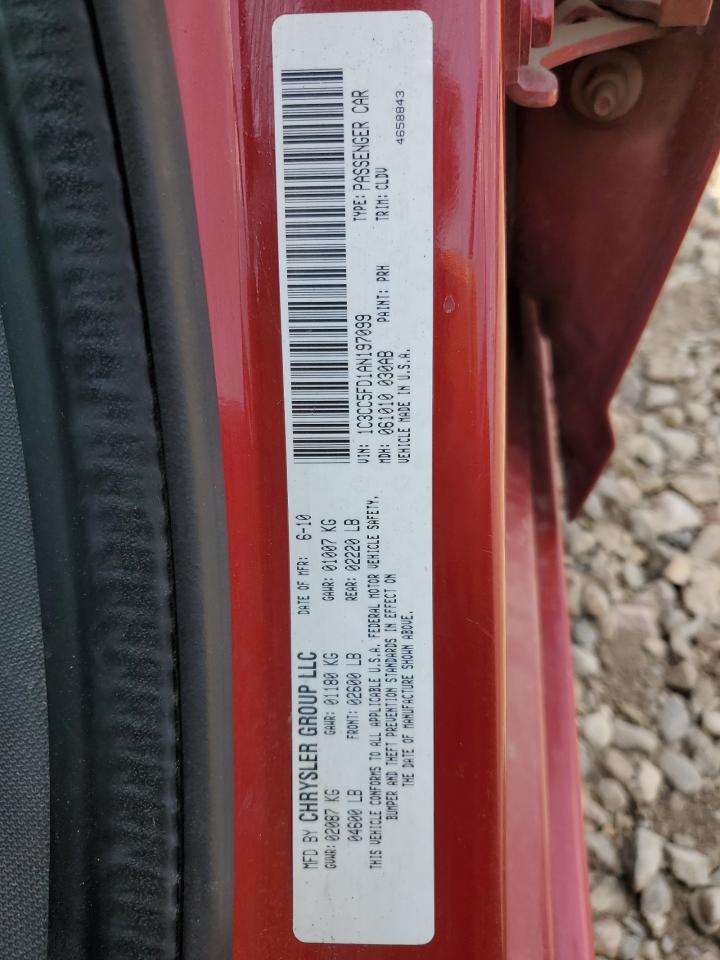 MFD BY CHRYSLER GROUP LLC DATE OF MFR: 6-10
GVWR: 02087 KG GAWR: 01180 KG GAWR: 01007 KG
04600 LB FRONT: 02600 LB REAR: 02220 LB
THIS VEHICLE CONFORMS TO ALL APPLICABLE U.S.A. FEDERAL MOTOR VEHICLE SAFETY,
BUMPER AND THEFT PREVENTION STANDARDS IN EFFECT ON
THE DATE OF MANUFACTURE SHOWN ABOVE.
VIN: 1C3CC5FD1AN197099 TYPE: PASSENGER CAR
MDH: 061010 030AB PAINT: PRH TRIM: CLDV
VEHICLE MADE IN U.S.A. 4658843